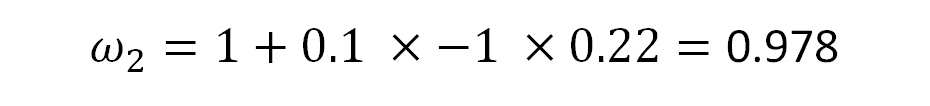 ω₂ = 1 + 0.1 × −1 × 0.22 = 0.978